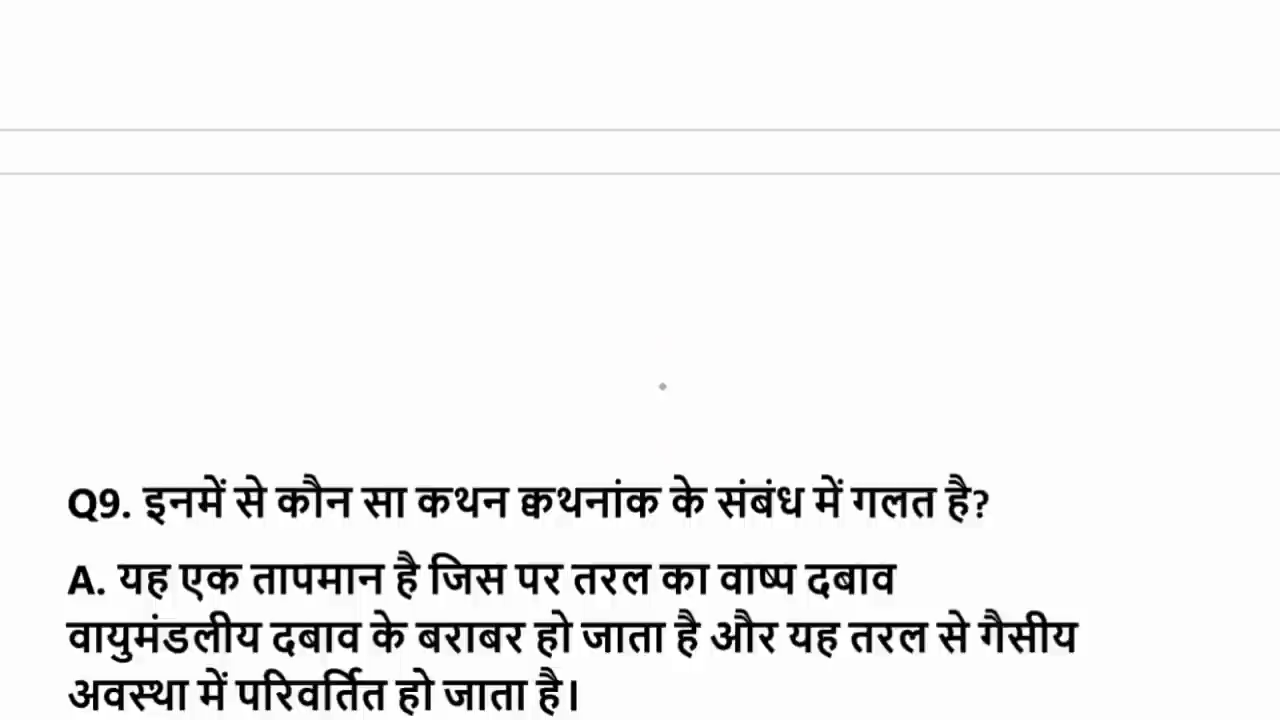 Q9. इनमें से कौन सा कथन क्वथनांक के संबंध में गलत है?
A. यह एक तापमान है जिस पर तरल का वाष्प दबाव
वायुमंडलीय दबाव के बराबर हो जाता है और यह तरल से गैसीय
अवस्था में परिवर्तित हो जाता है।